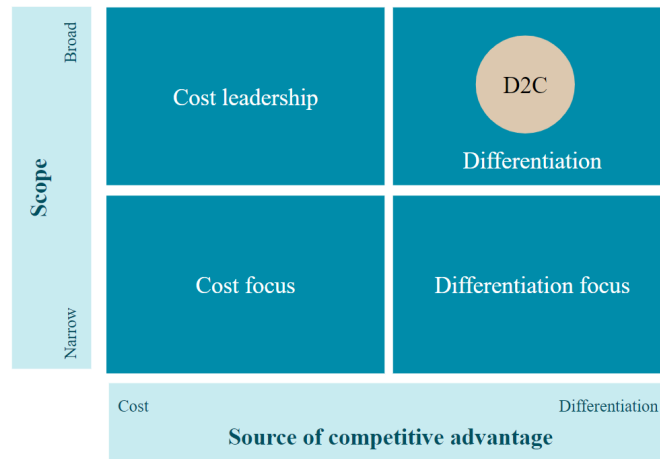 Broad
Scope
Narrow
Cost leadership
D2C
Differentiation
Cost focus
Differentiation focus
Cost
Differentiation
Source of competitive advantage